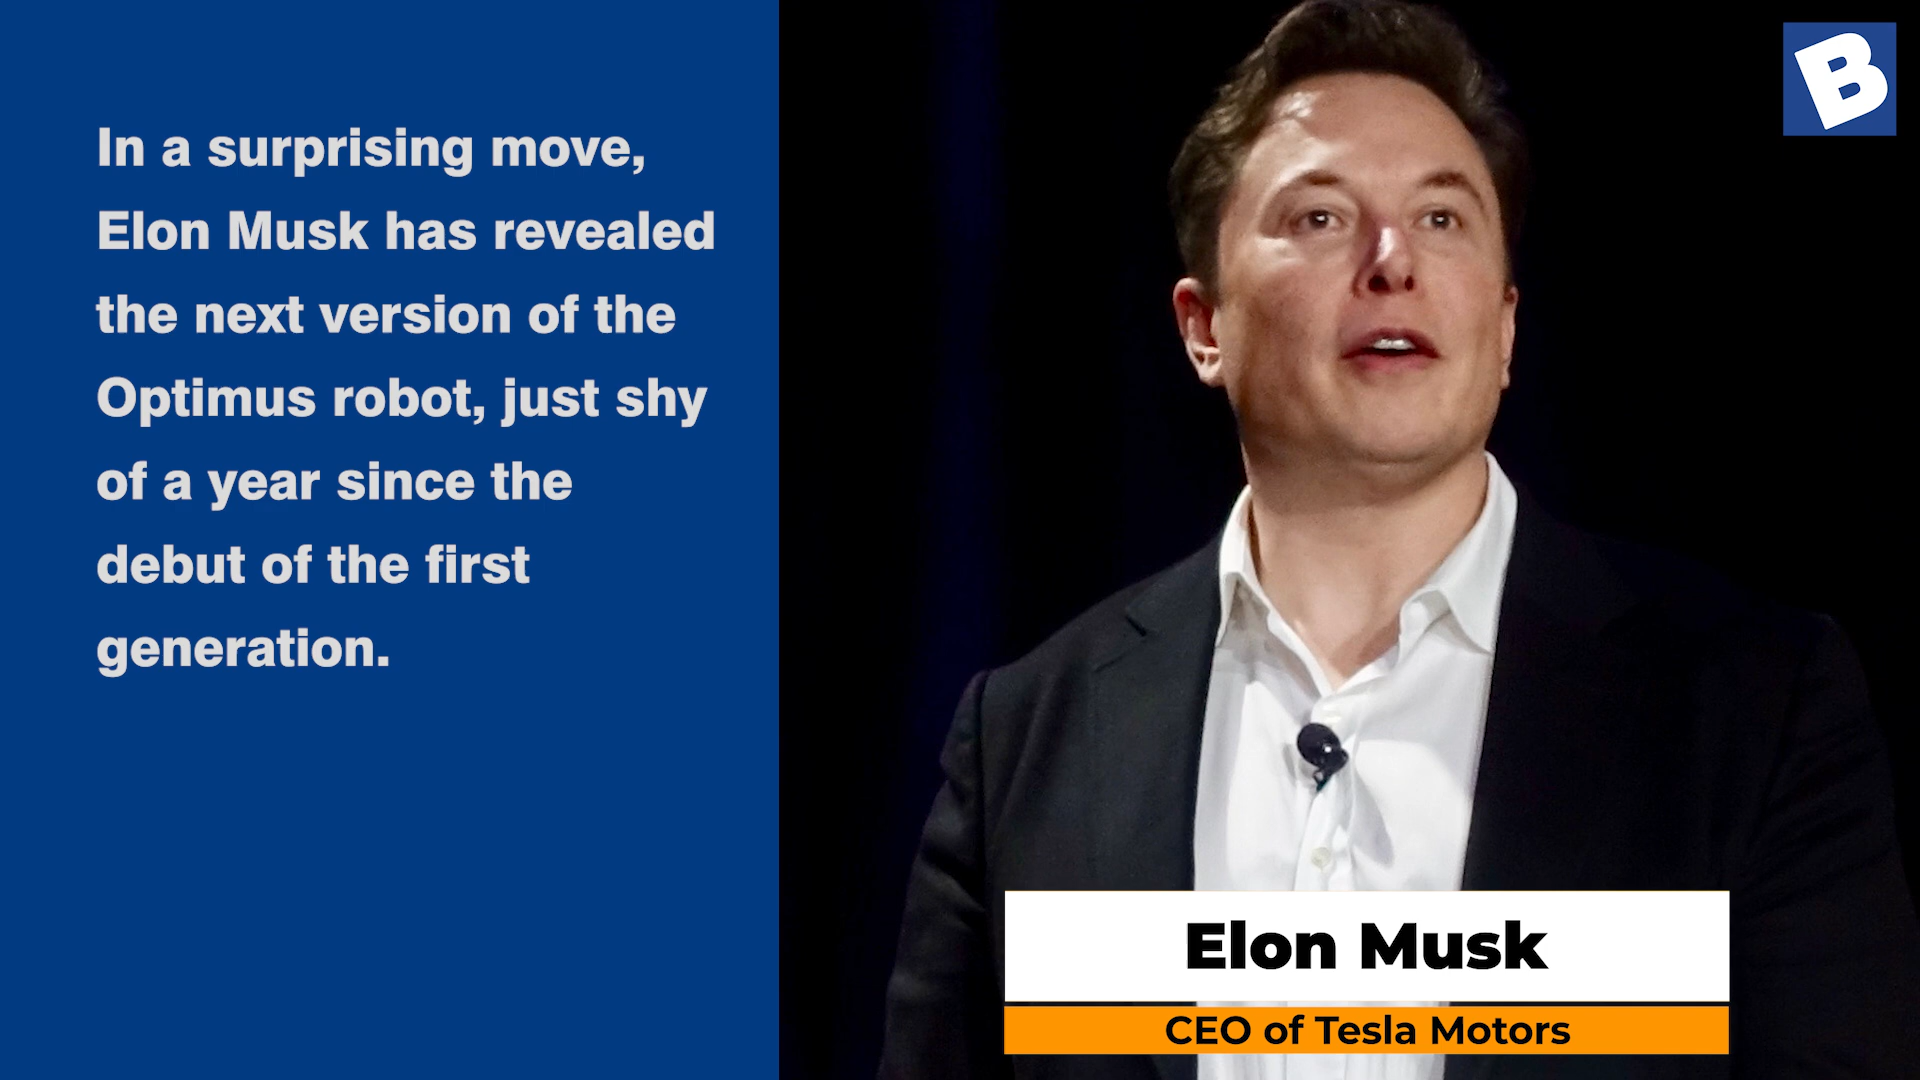 In a surprising move,
Elon Musk has revealed
the next version of the
Optimus robot, just shy
of a year since the
debut of the first
generation.
B
Elon Musk
CEO of Tesla Motors